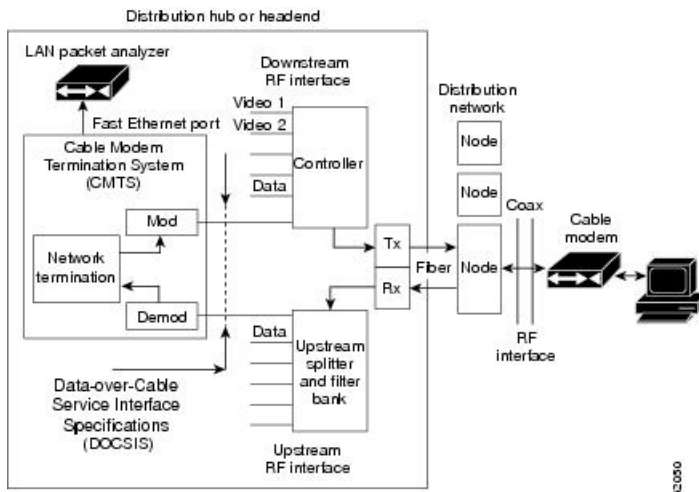 Distribution hub or headend
LAN packet analyzer
Fast Ethernet port
Cable Modem
Termination System
(CMTS)
Mod
Network
termination
Demod
Data-over-Cable
Service Interface
Specifications
(DOCSIS)
Downstream
RF interface
Video 1
Video 2
Data
Controller
Tx
Rx
Fiber
Data
Upstream
splitter
and filter
bank
Upstream
RF interface
Distribution
network
Node
Node
Node
Coax
RF
interface
Cable
modem